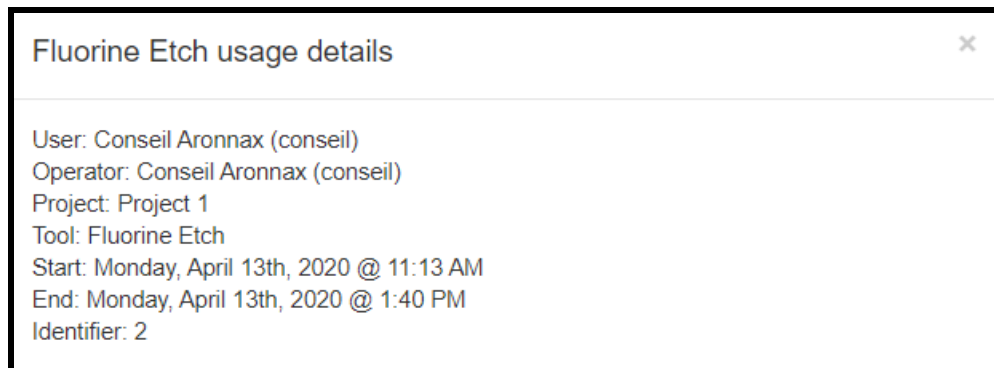 Fluorine Etch usage details
×
User: Conseil Aronnax (conseil)
Operator: Conseil Aronnax (conseil)
Project: Project 1
Tool: Fluorine Etch
Start: Monday, April 13th, 2020 @ 11:13 AM
End: Monday, April 13th, 2020 @ 1:40 PM
Identifier: 2